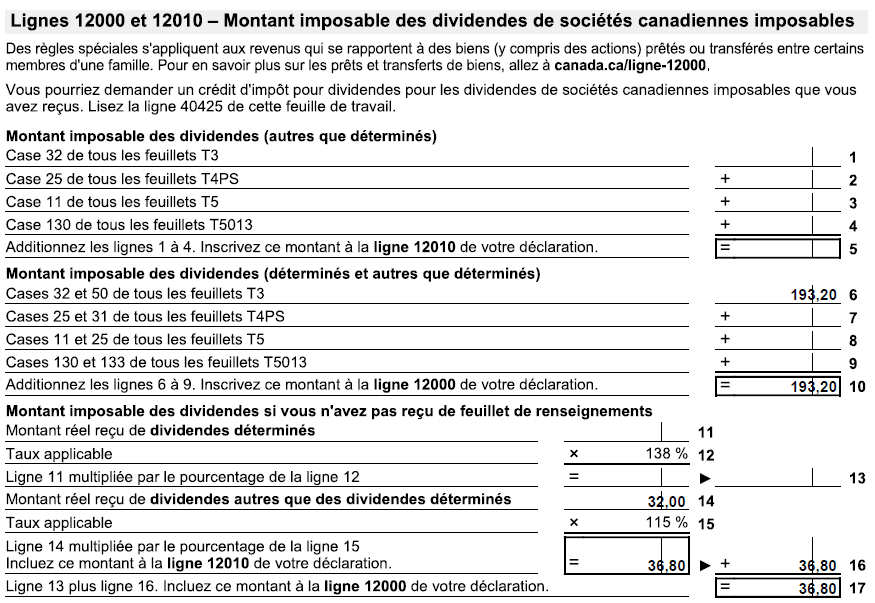 Lignes 12000 et 12010 – Montant imposable des dividendes de sociétés canadiennes imposables
Des règles spéciales s'appliquent aux revenus qui se rapportent à des biens (y compris des actions) prêtés ou transférés entre certains
membres d'une famille. Pour en savoir plus sur les prêts et transferts de biens, allez à canada.ca/ligne-12000.
Vous pourriez demander un crédit d'impôt pour dividendes pour les dividendes de sociétés canadiennes imposables que vous
avez reçus. Lisez la ligne 40425 de cette feuille de travail.
Montant imposable des dividendes (autres que déterminés)
Case 32 de tous les feuillets T3 1
Case 25 de tous les feuillets T4PS + 2
Case 11 de tous les feuillets T5 + 3
Case 130 de tous les feuillets T5013 + 4
Additionnez les lignes 1 à 4. Inscrivez ce montant à la ligne 12010 de votre déclaration. = 5
Montant imposable des dividendes (déterminés et autres que déterminés)
Cases 32 et 50 de tous les feuillets T3 193,20 6
Cases 25 et 31 de tous les feuillets T4PS + 7
Cases 11 et 25 de tous les feuillets T5 + 8
Cases 130 et 133 de tous les feuillets T5013 + 9
Additionnez les lignes 6 à 9. Inscrivez ce montant à la ligne 12000 de votre déclaration. = 193,20 10
Montant imposable des dividendes si vous n'avez pas reçu de feuillet de renseignements
Montant réel reçu de dividendes déterminés 11
Taux applicable × 138 % 12
Ligne 11 multipliée par le pourcentage de la ligne 12 = ► 13
Montant réel reçu de dividendes autres que des dividendes déterminés 32,00 14
Taux applicable × 115 % 15
Ligne 14 multipliée par le pourcentage de la ligne 15
Incluez ce montant à la ligne 12010 de votre déclaration. = 36,80 ► + 36,80 16
Ligne 13 plus ligne 16. Incluez ce montant à la ligne 12000 de votre déclaration. = 36,80 17